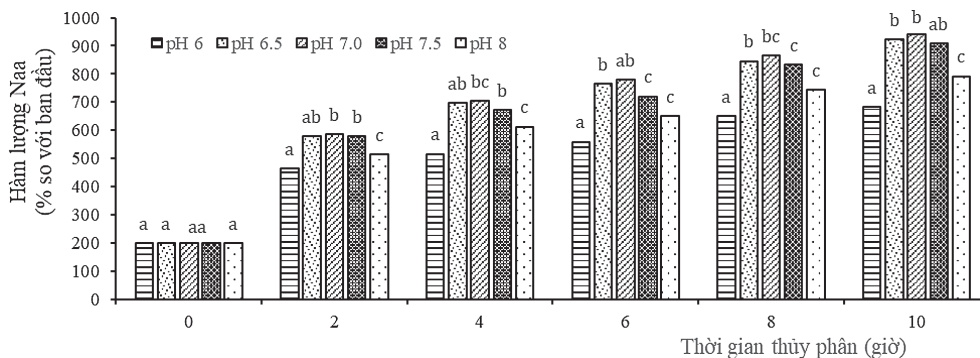 Hàm lượng Naa
(% so với ban đầu)
1000
900
800
700
600
500
400
300
200
100
0
pH 6 pH 6.5 pH 7.0 pH 7.5 pH 8
a a aa a
a ab b b c
a ab bc b c
a b ab c c
a b bc c c
a b b ab c
0 2 4 6 8 10
Thời gian thủy phân (giờ)